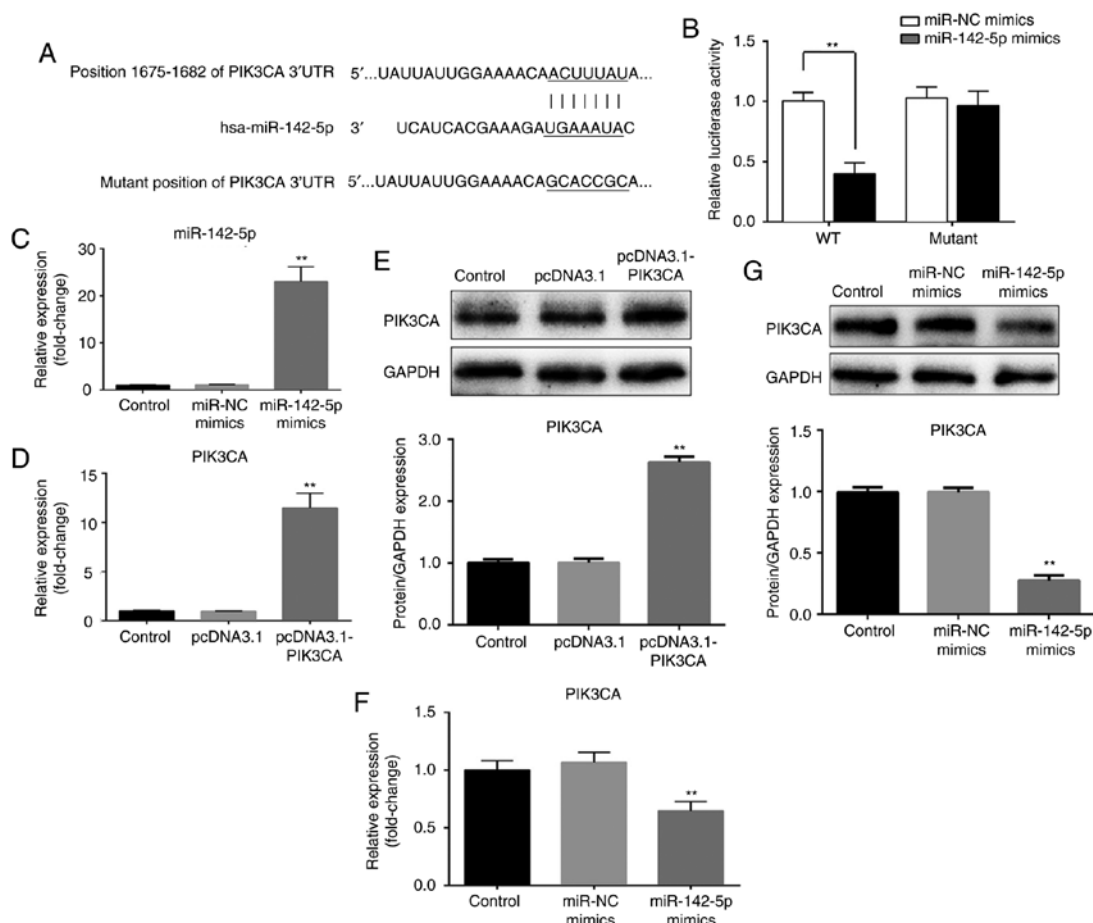 A
Position 1675-1682 of PIK3CA 3′UTR 5′...UAUUAUUGGAAAACAACUUUAUA...
hsa-miR-142-5p 3′ UCAUCACGAAAGAUGAAAUAC
Mutant position of PIK3CA 3′UTR 5′...UAUUAUUGGAAAACAGCACCGCA...
B
miR-NC mimics
miR-142-5p mimics
Relative luciferase activity
1.5
1.0
0.5
0.0
**
WT Mutant
C
miR-142-5p
Relative expression
(fold-change)
30
20
10
0
**
Control miR-NC mimics miR-142-5p mimics
D
PIK3CA
Relative expression
(fold-change)
15
10
5
0
**
Control pcDNA3.1 pcDNA3.1-PIK3CA
E
Control pcDNA3.1 pcDNA3.1-PIK3CA
PIK3CA
GAPDH
PIK3CA
Protein/GAPDH expression
3.0
2.0
1.0
0.0
**
Control pcDNA3.1 pcDNA3.1-PIK3CA
G
Control miR-NC mimics miR-142-5p mimics
PIK3CA
GAPDH
PIK3CA
Protein/GAPDH expression
1.5
1.0
0.5
0.0
**
Control miR-NC mimics miR-142-5p mimics
F
PIK3CA
Relative expression
(fold-change)
1.5
1.0
0.5
0.0
**
Control miR-NC mimics miR-142-5p mimics